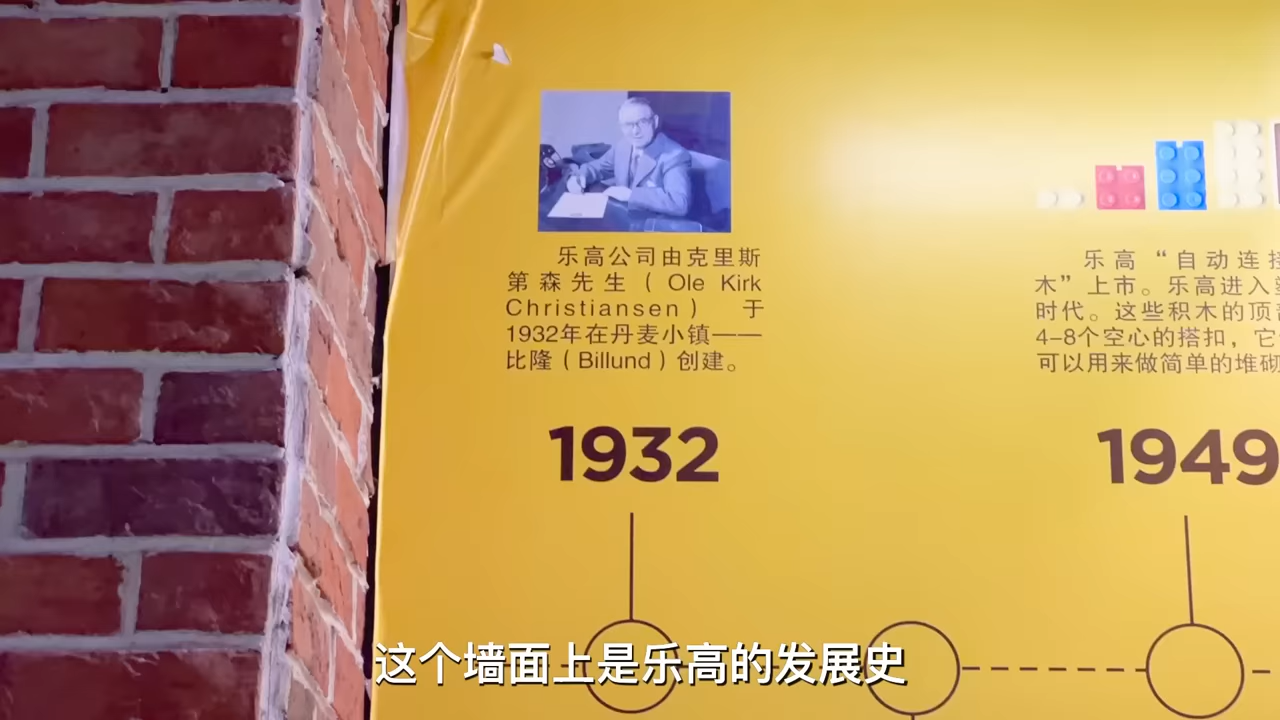 乐高公司由克里斯
第森先生（Ole Kirk
Christiansen）于
1932年在丹麦小镇——
比隆（Billund）创建。
1932
乐高“自动连接
木”上市。乐高进入
时代。这些积木的顶
4-8个空心的搭扣，它
可以用来做简单的堆砌
1949
这个墙面上是乐高的发展史